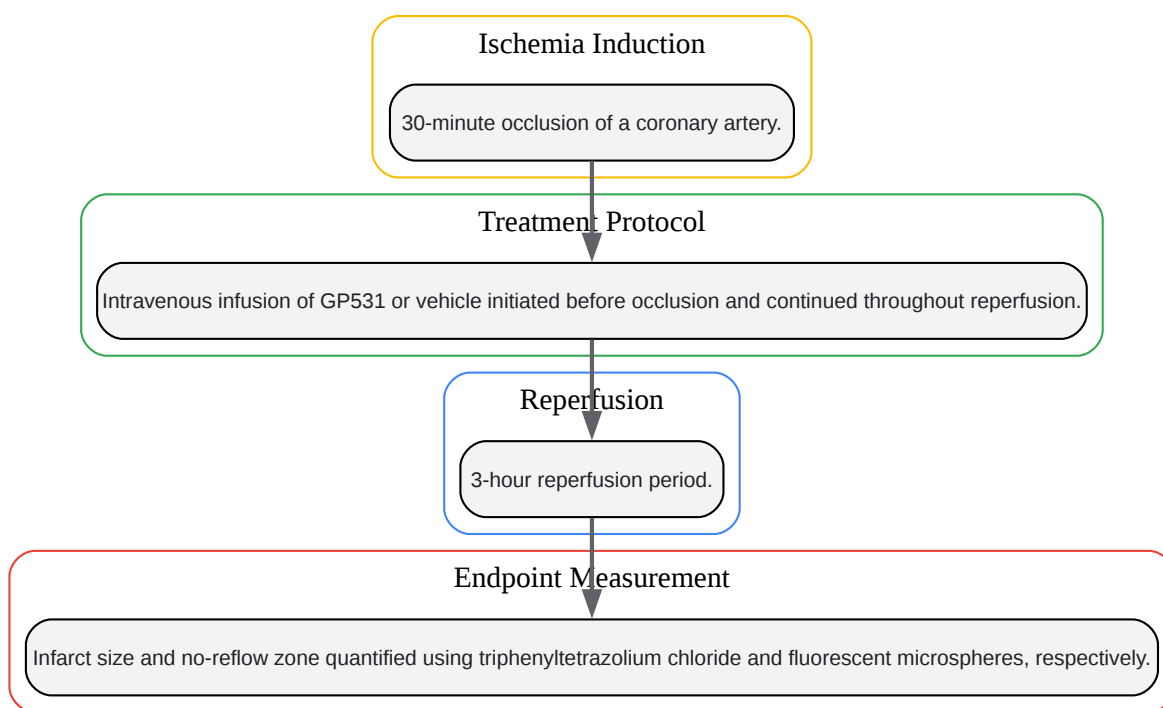 Ischemia Induction
30-minute occlusion of a coronary artery.
Treatment Protocol
Intravenous infusion of GP531 or vehicle initiated before occlusion and continued throughout reperfusion.
Reperfusion
3-hour reperfusion period.
Endpoint Measurement
Infarct size and no-reflow zone quantified using triphenyltetrazolium chloride and fluorescent microspheres, respectively.